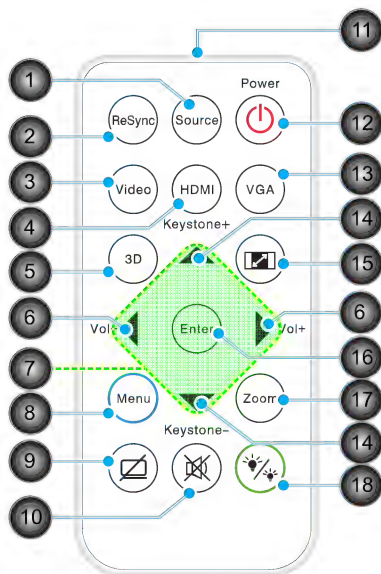 11
1
Power
ReSync
Source
2
12
3
13
Video
HDMI
VGA
4
Keystone+
14
5
3D
15
6
Vol
Enter
Vol+
6
16
7
8
Menu
Zoom
17
Keystone-
14
9
10
18